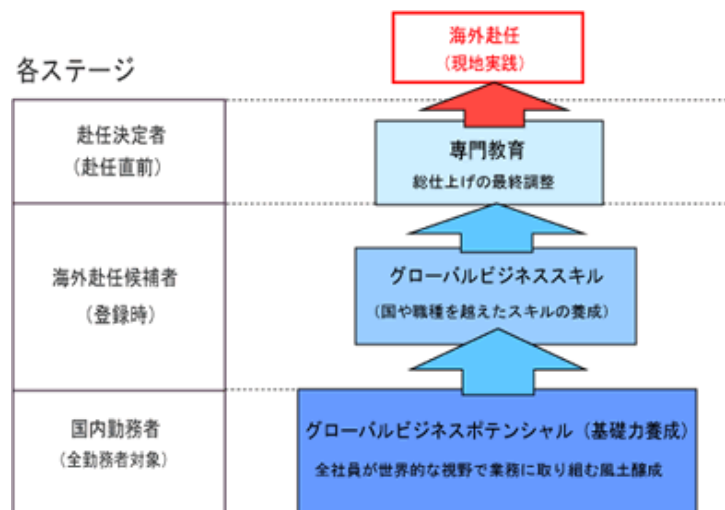 海外赴任
（現地実践）
各ステージ
赴任決定者
（赴任直前）
専門教育
総仕上げの最終調整
海外赴任候補者
（登録時）
グローバルビジネススキル
（国や職種を越えたスキルの養成）
国内勤務者
（全勤務者対象）
グローバルビジネスポテンシャル（基礎力養成）
全社員が世界的な視野で業務に取り組む風土醸成